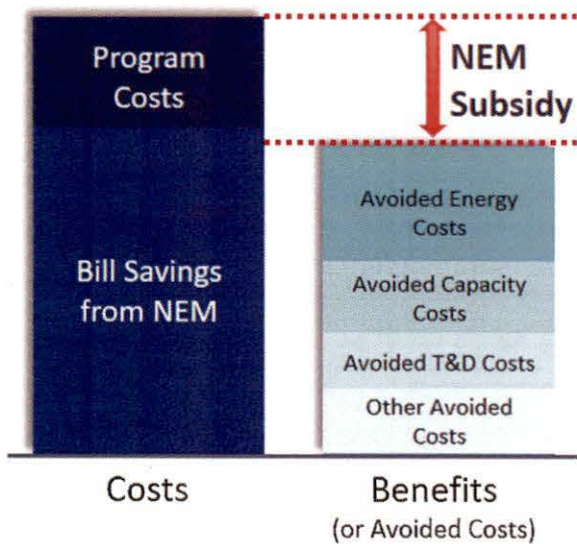 Program
Costs
Bill Savings
from NEM
NEM
Subsidy
Avoided Energy
Costs
Avoided Capacity
Costs
Avoided T&D Costs
Other Avoided
Costs
Costs
Benefits
(or Avoided Costs)